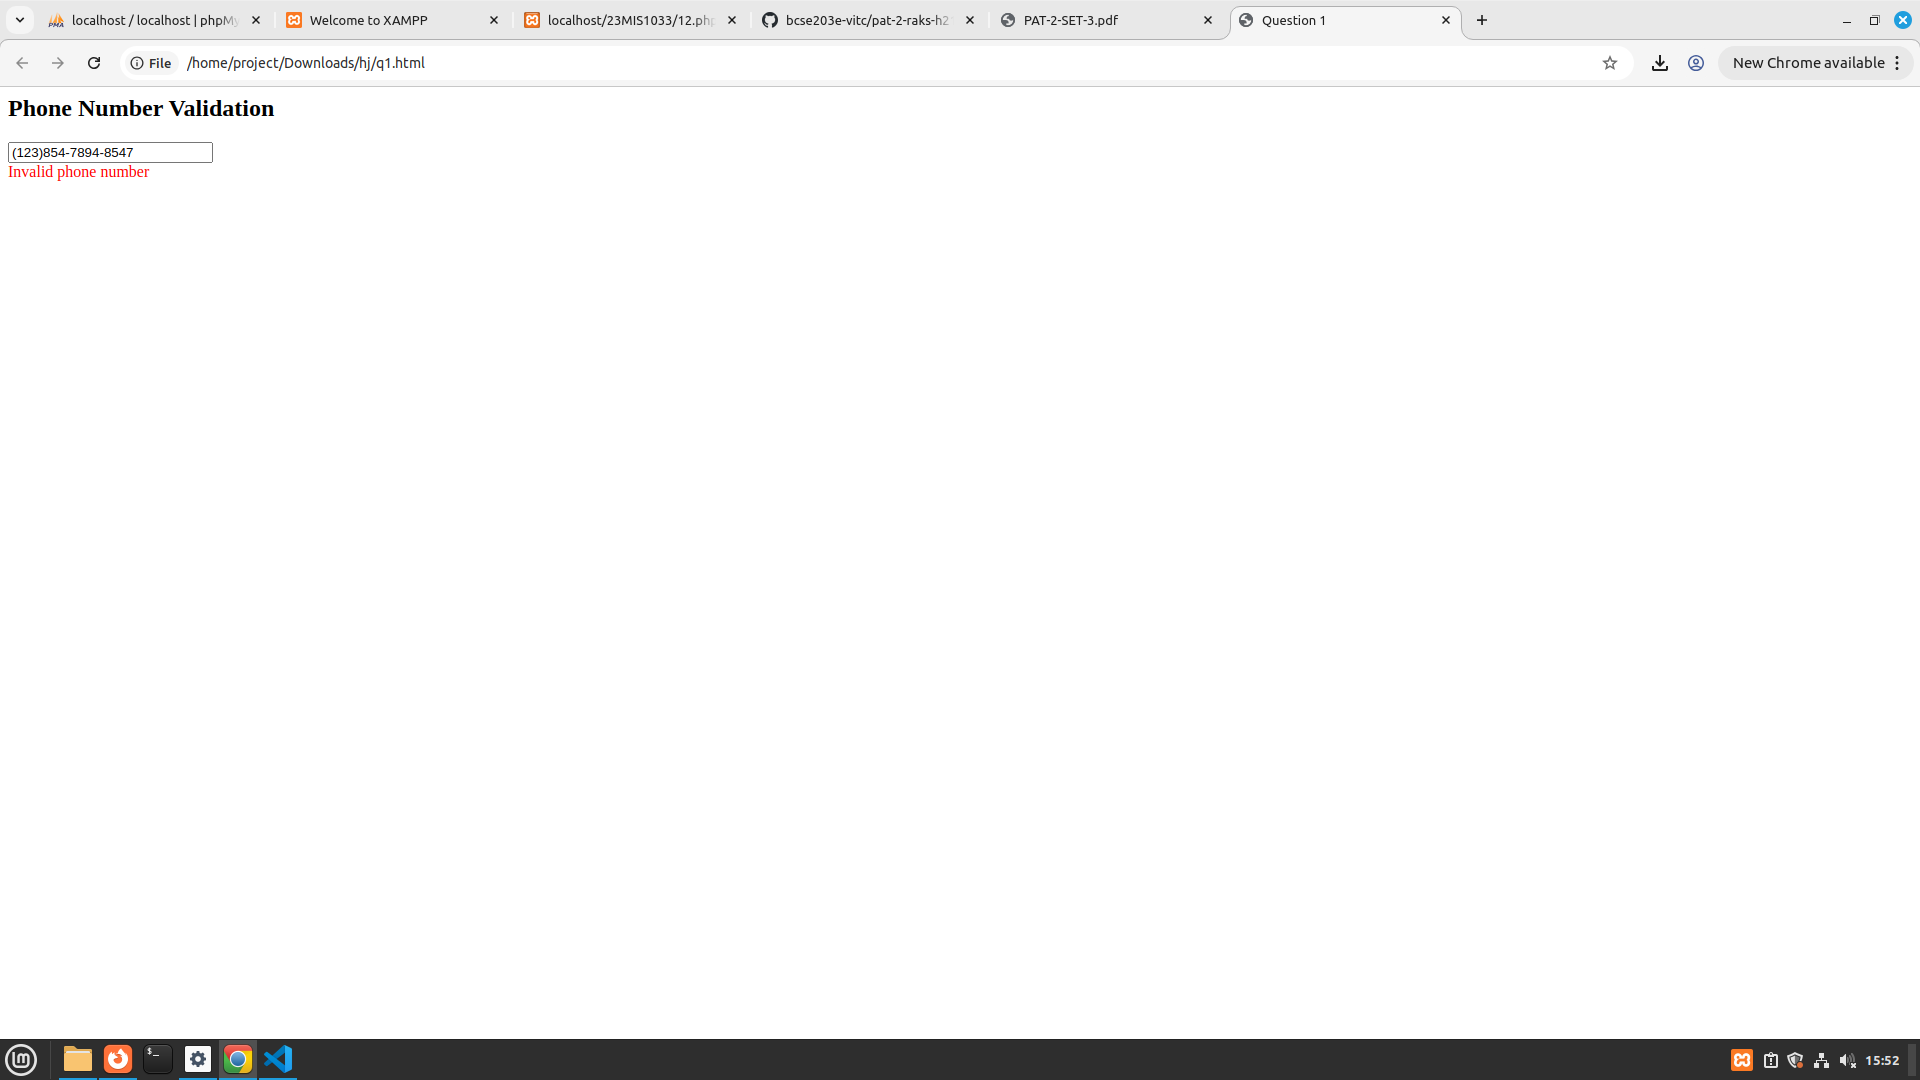 localhost / localhost | phpMy
Welcome to XAMPP
localhost/23MIS1033/12.php
bcse203e-vitc/pat-2-raks-h2
PAT-2-SET-3.pdf
Question 1
File
/home/project/Downloads/hj/q1.html
New Chrome available
Phone Number Validation
(123)854-7894-8547
Invalid phone number
15:52